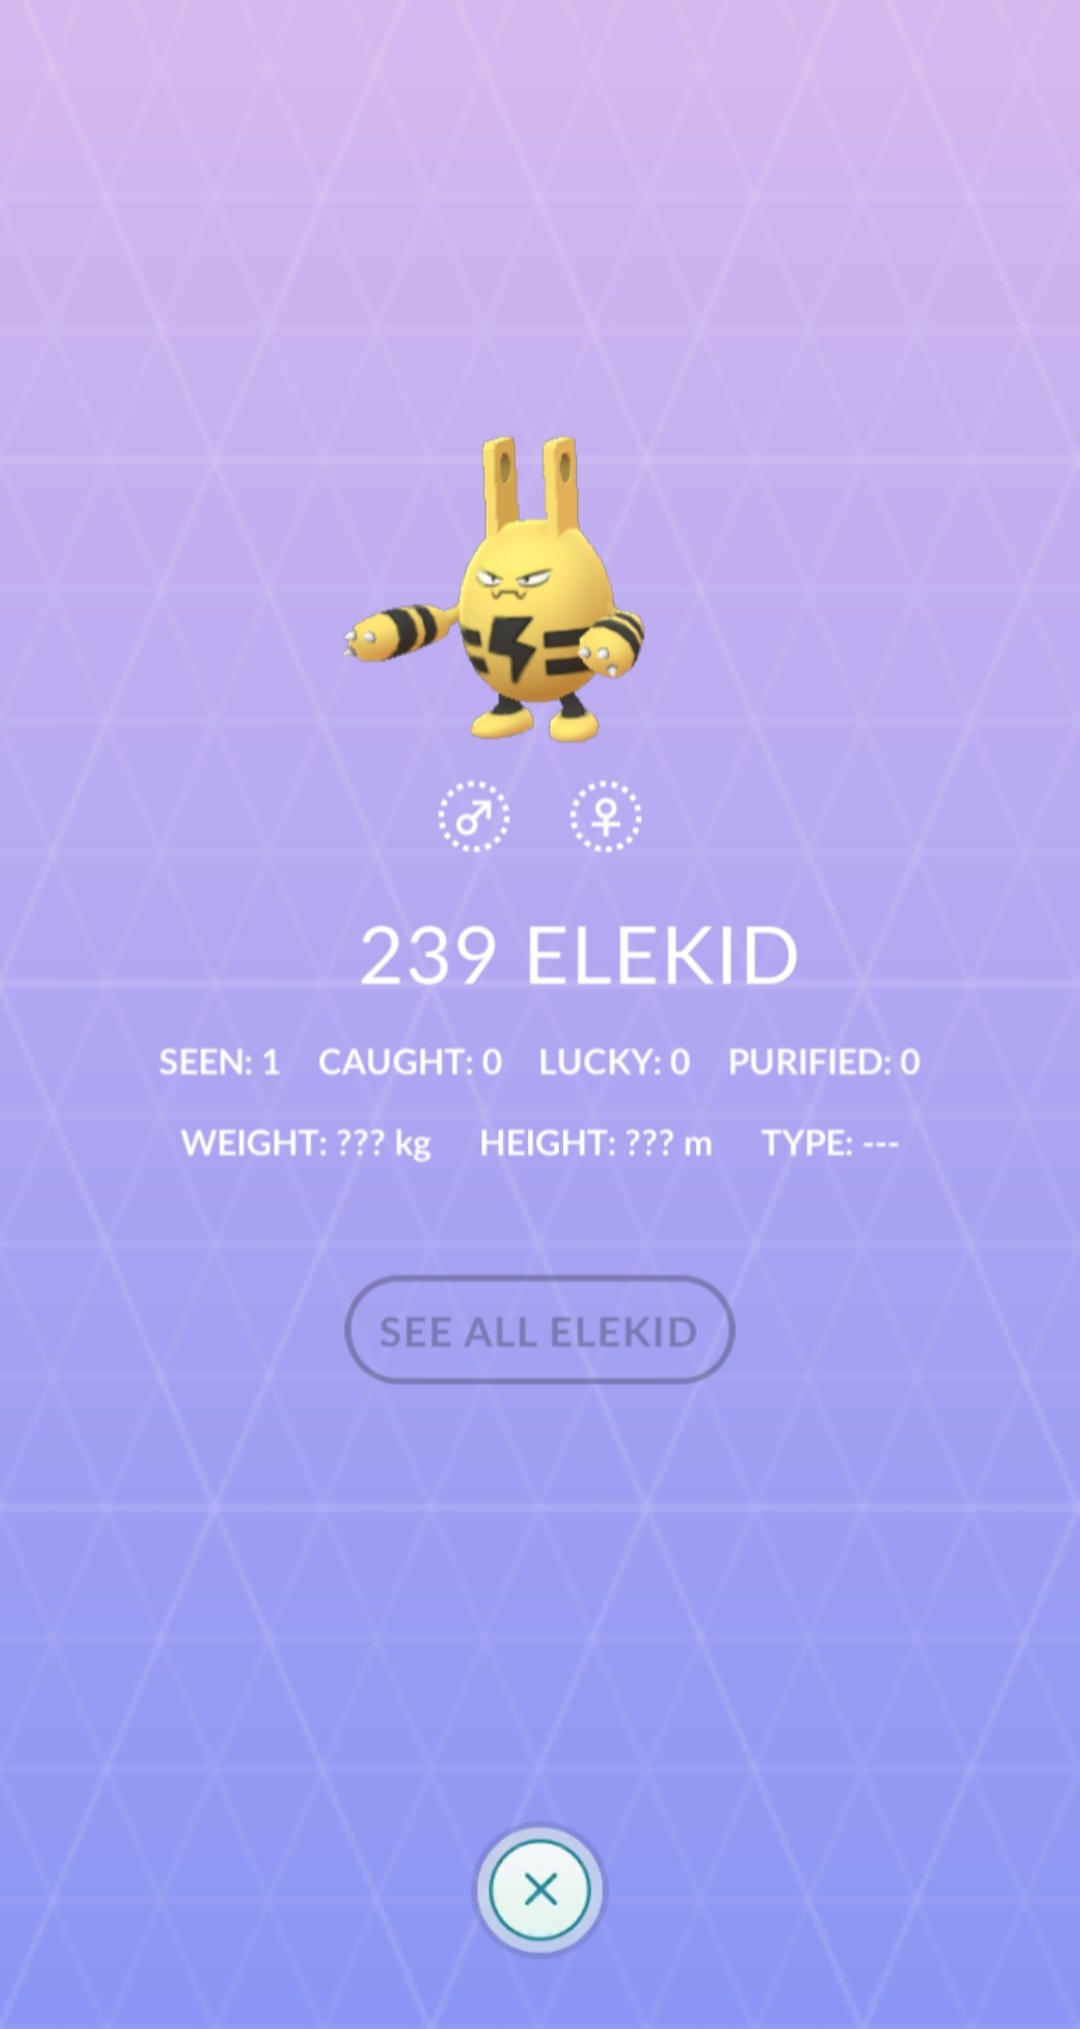 239 ELEKID
SEEN: 1 CAUGHT: 0 LUCKY: 0 PURIFIED: 0
WEIGHT: ??? kg HEIGHT: ??? m TYPE: ---
SEE ALL ELEKID